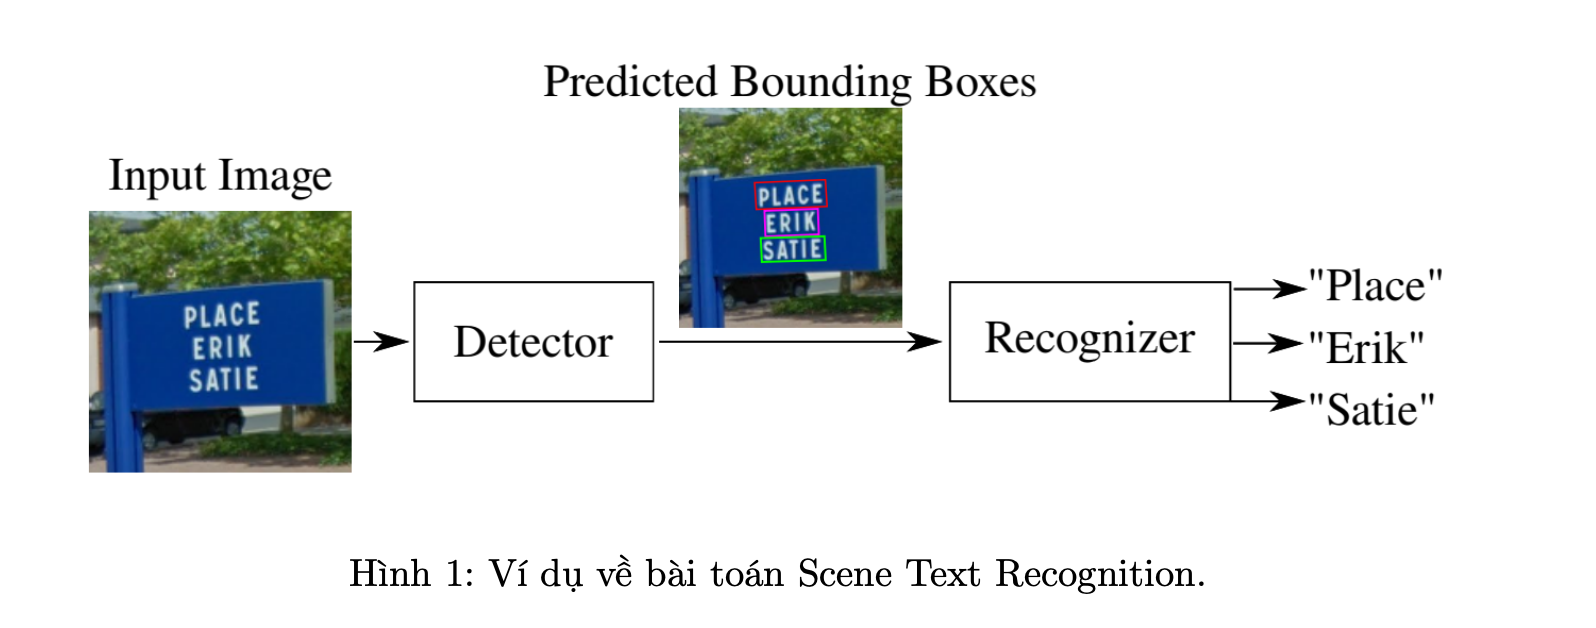 Predicted Bounding Boxes
Input Image
PLACE
ERIK
SATIE
PLACE
ERIK
SATIE
Detector
Recognizer
"Place"
"Erik"
"Satie"
Hình 1: Ví dụ về bài toán Scene Text Recognition.